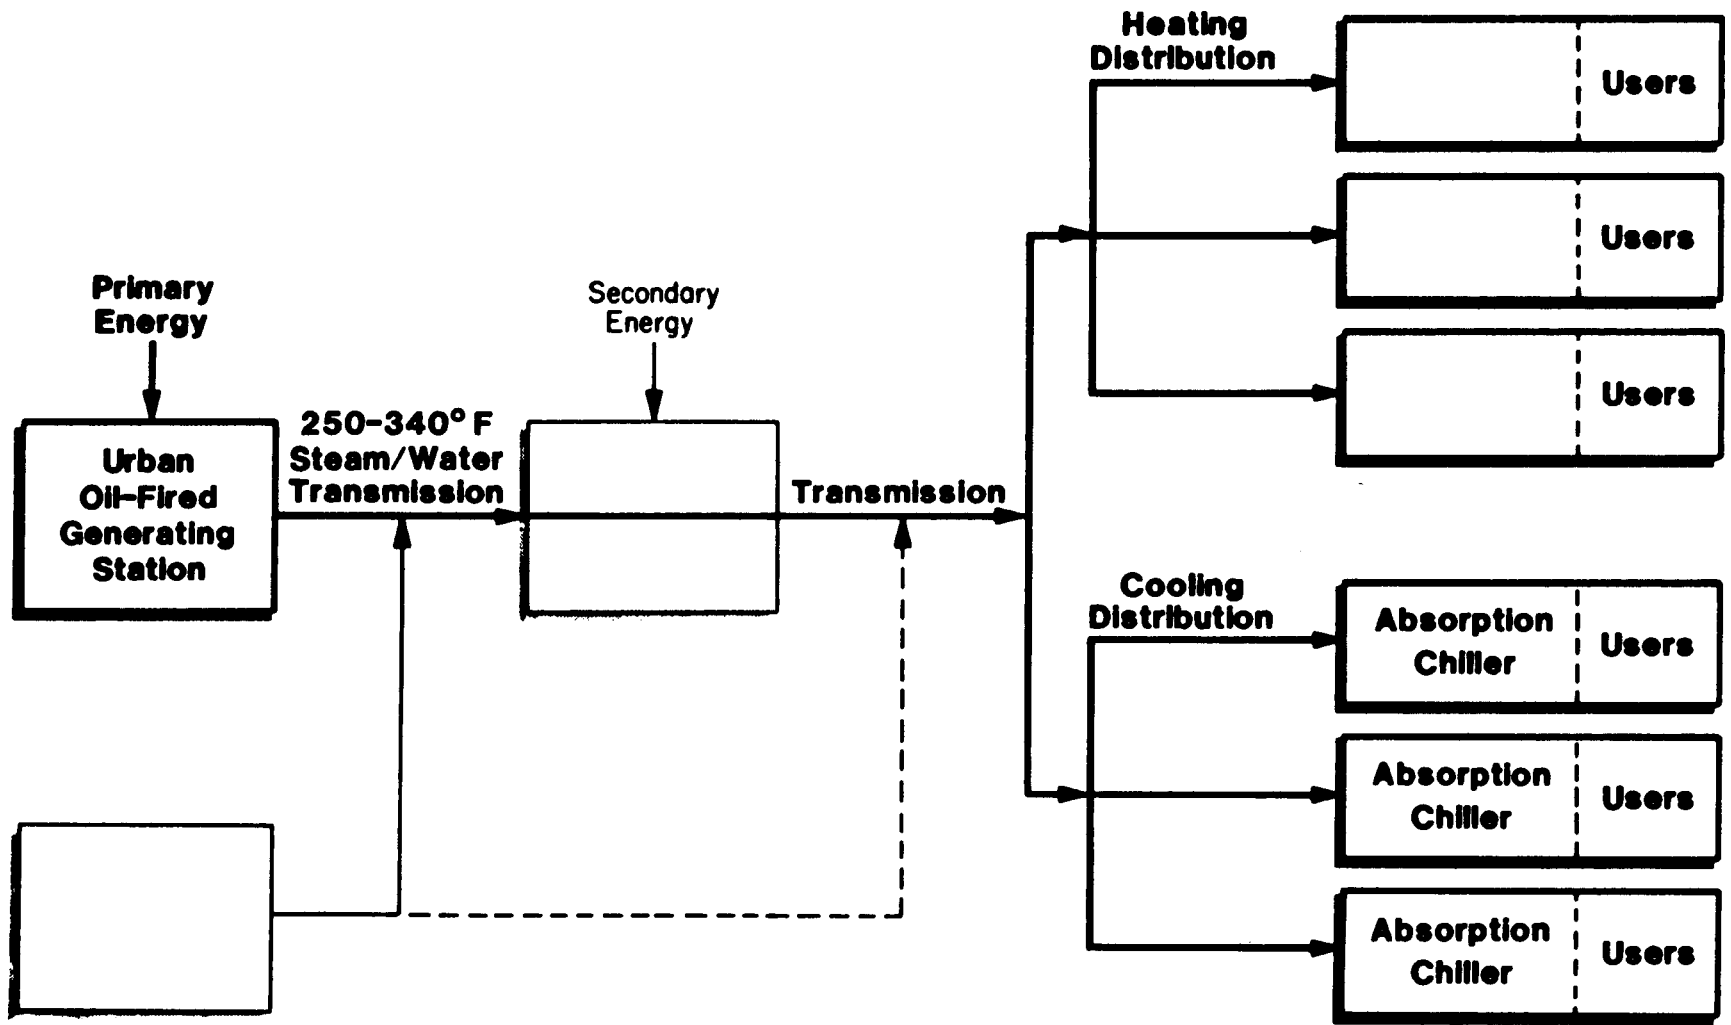 Heating
Distribution
Users
Users
Users
Primary
Energy
Secondary
Energy
Urban
Oil-Fired
Generating
Station
250-340° F
Steam/Water
Transmission
Transmission
Cooling
Distribution
Absorption
Chiller
Users
Absorption
Chiller
Users
Absorption
Chiller
Users